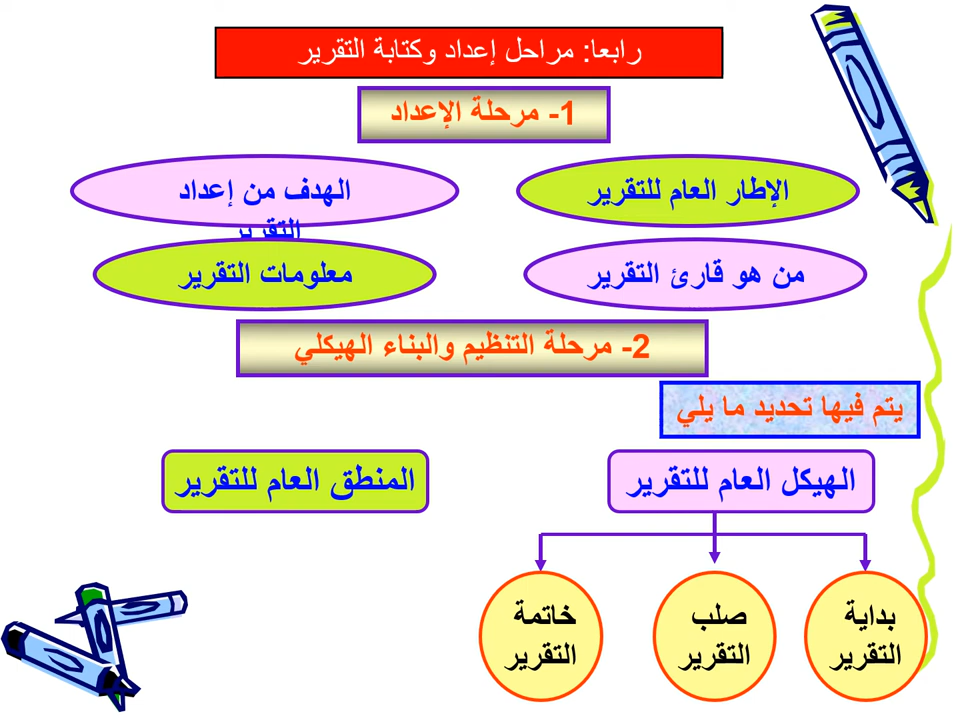 رابعا: مراحل إعداد وكتابة التقرير
1- مرحلة الإعداد
الإطار العام للتقرير
الهدف من إعداد
التقرير
من هو قارئ التقرير
معلومات التقرير
2- مرحلة التنظيم والبناء الهيكلي
يتم فيها تحديد ما يلي
الهيكل العام للتقرير
المنطق العام للتقرير
بداية
التقرير
صلب
التقرير
خاتمة
التقرير